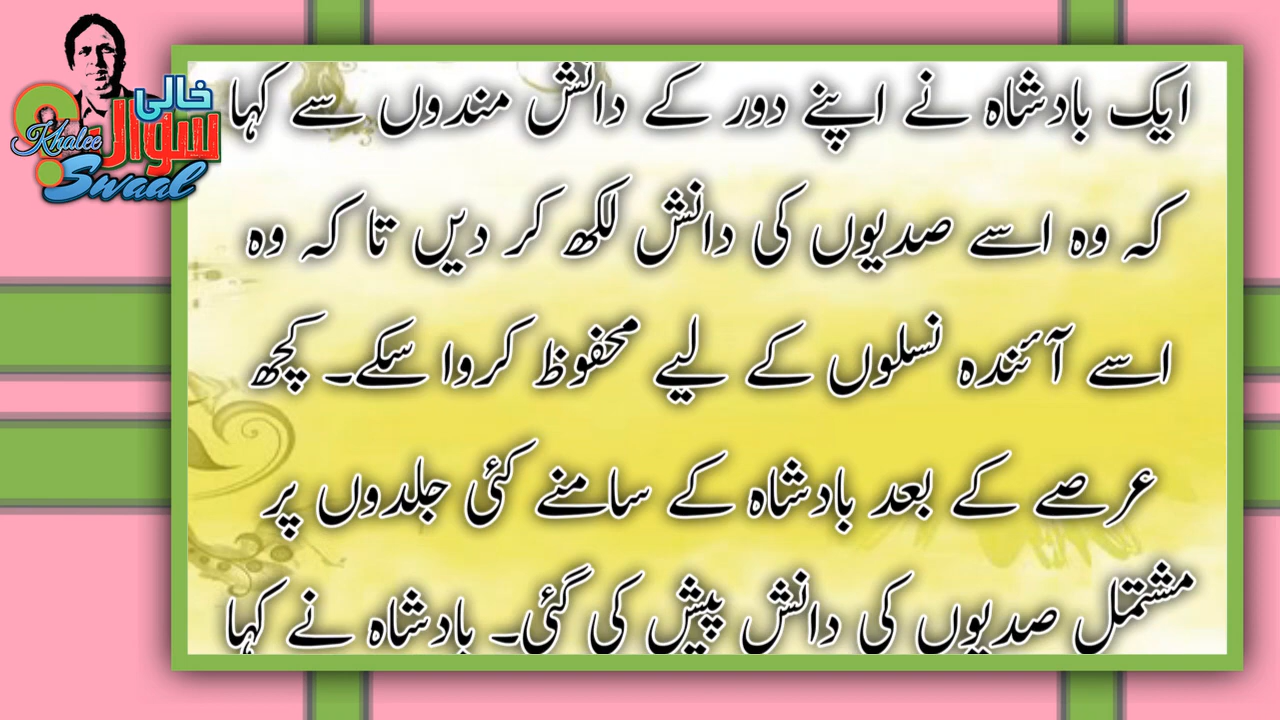 خالی
سوال
Khalee
Swaal
ایک بادشاہ نے اپنے دور کے دانش مندوں سے کہا
کہ وہ اسے صدیوں کی دانش لکھ کر دیں تا کہ وہ
اسے آئندہ نسلوں کے لیے محفوظ کروا سکے۔ کچھ
عرصے کے بعد بادشاہ کے سامنے کئی جلدوں پر
مشتمل صدیوں کی دانش پیش کی گئی۔ بادشاہ نے کہا